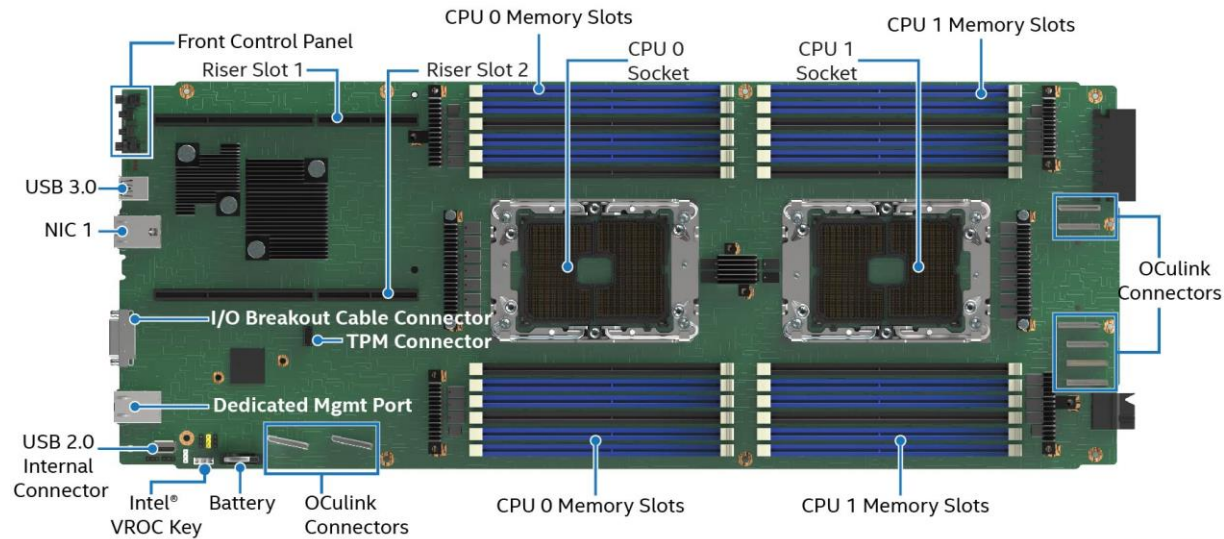 CPU 0 Memory Slots
CPU 1 Memory Slots
Front Control Panel
CPU 0
Socket
CPU 1
Socket
Riser Slot 1
Riser Slot 2
USB 3.0
NIC 1
OCulink
Connectors
I/O Breakout Cable Connector
TPM Connector
Dedicated Mgmt Port
USB 2.0
Internal
Connector
Intel®
VROC Key
Battery
OCulink
Connectors
CPU 0 Memory Slots
CPU 1 Memory Slots